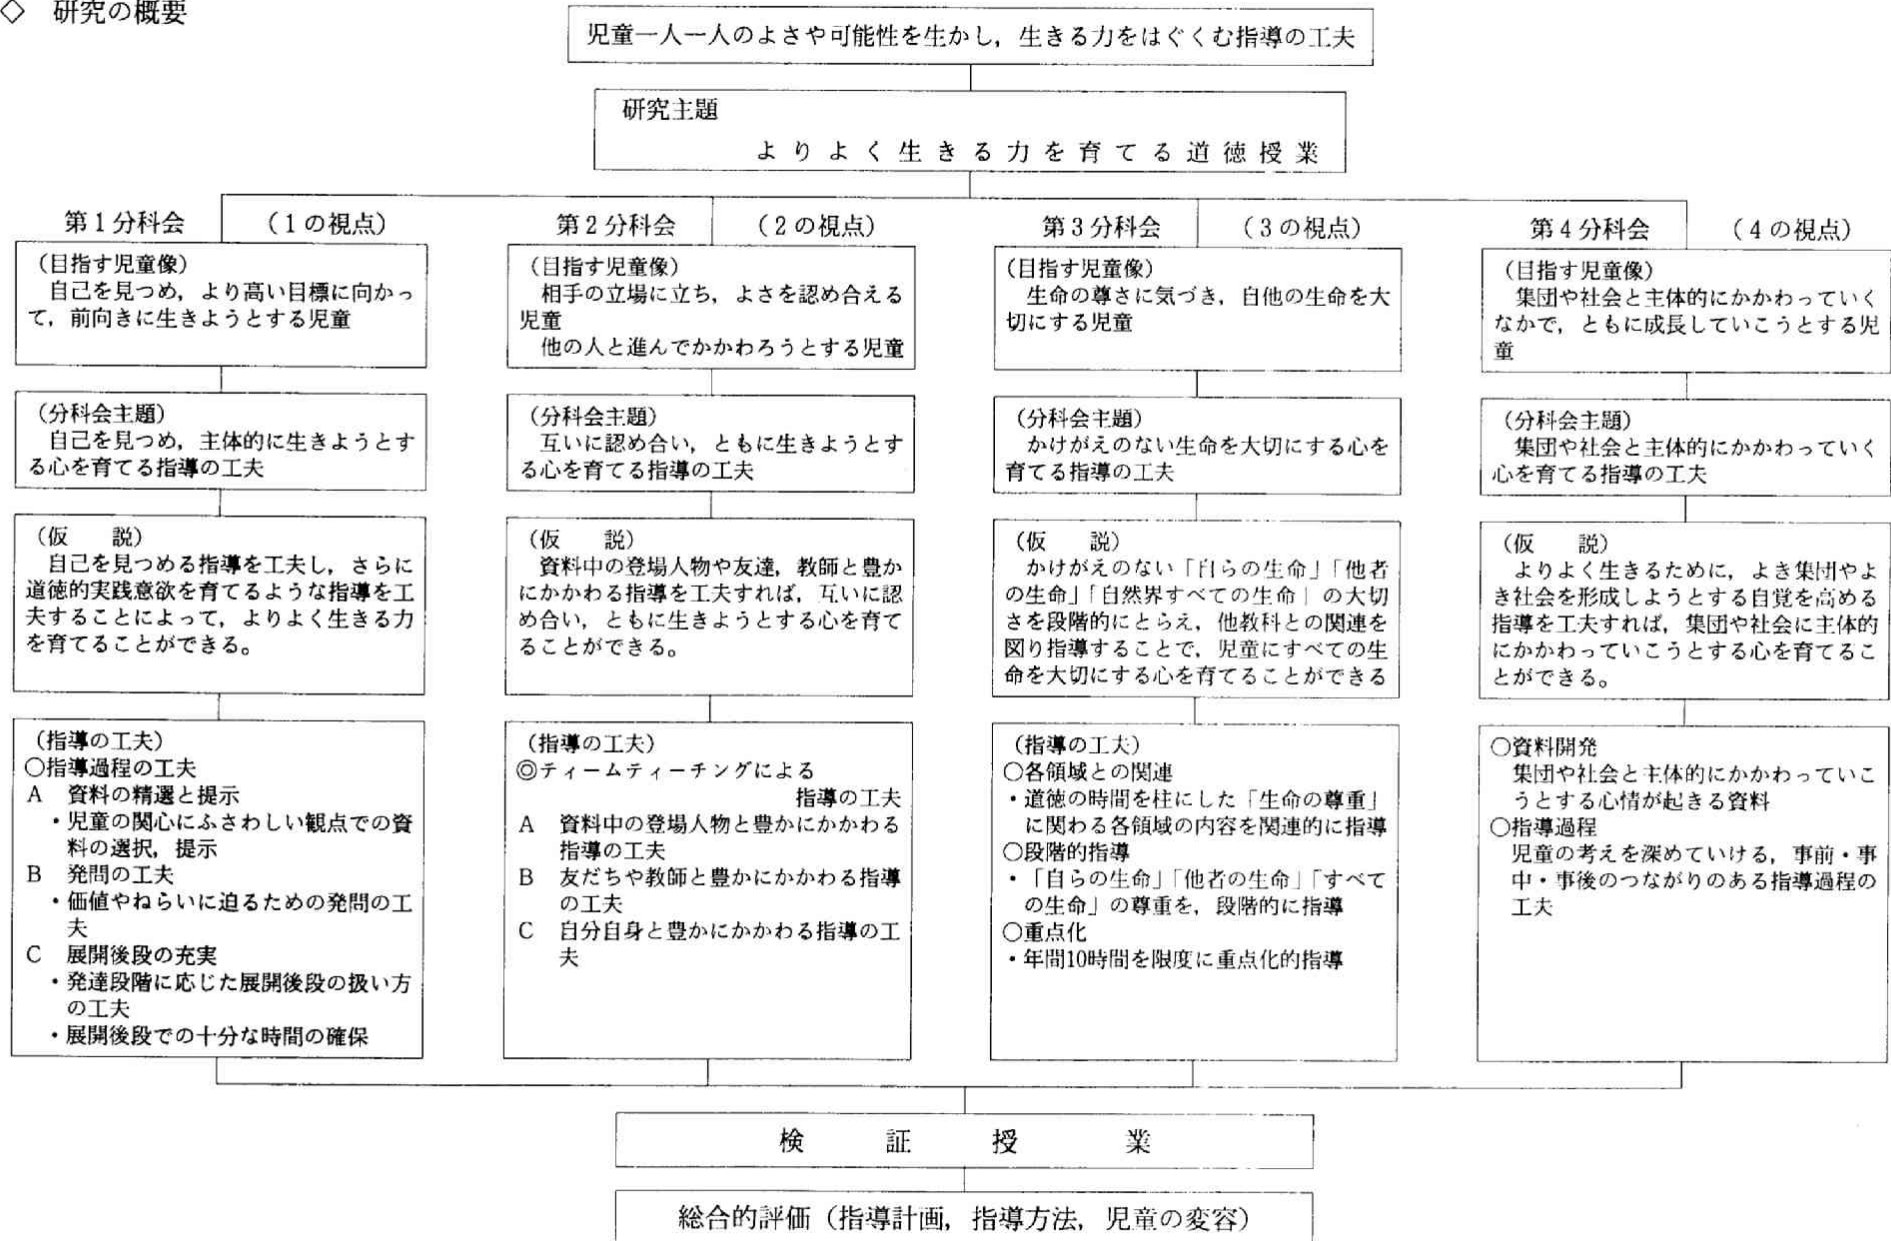 ◇ 研究の概要
児童一人一人のよさや可能性を生かし，生きる力をはぐくむ指導の工夫
研究主題
よりよく生きる力を育てる道徳授業
第1分科会 （1の視点）
（目指す児童像）
自己を見つめ，より高い目標に向かっ
て，前向きに生きようとする児童
（分科会主題）
自己を見つめ，主体的に生きようとす
る心を育てる指導の工夫
（仮 説）
自己を見つめる指導を工夫し，さらに
道徳的実践意欲を育てるような指導を工
夫することによって，よりよく生きる力
を育てることができる。
（指導の工夫）
○指導過程の工夫
A 資料の精選と提示
・児童の関心にふさわしい観点での資
料の選択，提示
B 発問の工夫
・価値やねらいに迫るための発問の工
夫
C 展開後段の充実
・発達段階に応じた展開後段の扱い方
の工夫
・展開後段での十分な時間の確保
第2分科会 （2の視点）
（目指す児童像）
相手の立場に立ち，よさを認め合える
児童
他の人と進んでかかわろうとする児童
（分科会主題）
互いに認め合い，ともに生きようとす
る心を育てる指導の工夫
（仮 説）
資料中の登場人物や友達，教師と豊か
にかかわる指導を工夫すれば，互いに認
め合い，ともに生きようとする心を育て
ることができる。
（指導の工夫）
◎ティームティーチングによる
指導の工夫
A 資料中の登場人物と豊かにかかわる
指導の工夫
B 友だちや教師と豊かにかかわる指導
の工夫
C 自分自身と豊かにかかわる指導の工
夫
第3分科会 （3の視点）
（目指す児童像）
生命の尊さに気づき，自他の生命を大
切にする児童
（分科会主題）
かけがえのない生命を大切にする心を
育てる指導の工夫
（仮 説）
かけがえのない「自らの生命」「他者
の生命」「自然界すべての生命」の大切
さを段階的にとらえ，他教科との関連を
図り指導することで，児童にすべての生
命を大切にする心を育てることができる
（指導の工夫）
○各領域との関連
・道徳の時間を柱にした「生命の尊重」
に関わる各領域の内容を関連的に指導
○段階的指導
・「自らの生命」「他者の生命」「すべて
の生命」の尊重を，段階的に指導
○重点化
・年間10時間を限度に重点化的指導
第4分科会 （4の視点）
（目指す児童像）
集団や社会と主体的にかかわっていく
なかで，ともに成長していこうとする児
童
（分科会主題）
集団や社会と主体的にかかわっていく
心を育てる指導の工夫
（仮 説）
よりよく生きるために，よき集団やよ
き社会を形成しようとする自覚を高める
指導を工夫すれば，集団や社会に主体的
にかかわっていこうとする心を育てるこ
とができる。
○資料開発
集団や社会と主体的にかかわっていこ
うとする心情が起きる資料
○指導過程
児童の考えを深めていける，事前・事
中・事後のつながりのある指導過程の
工夫
検証授業
総合的評価（指導計画，指導方法，児童の変容）